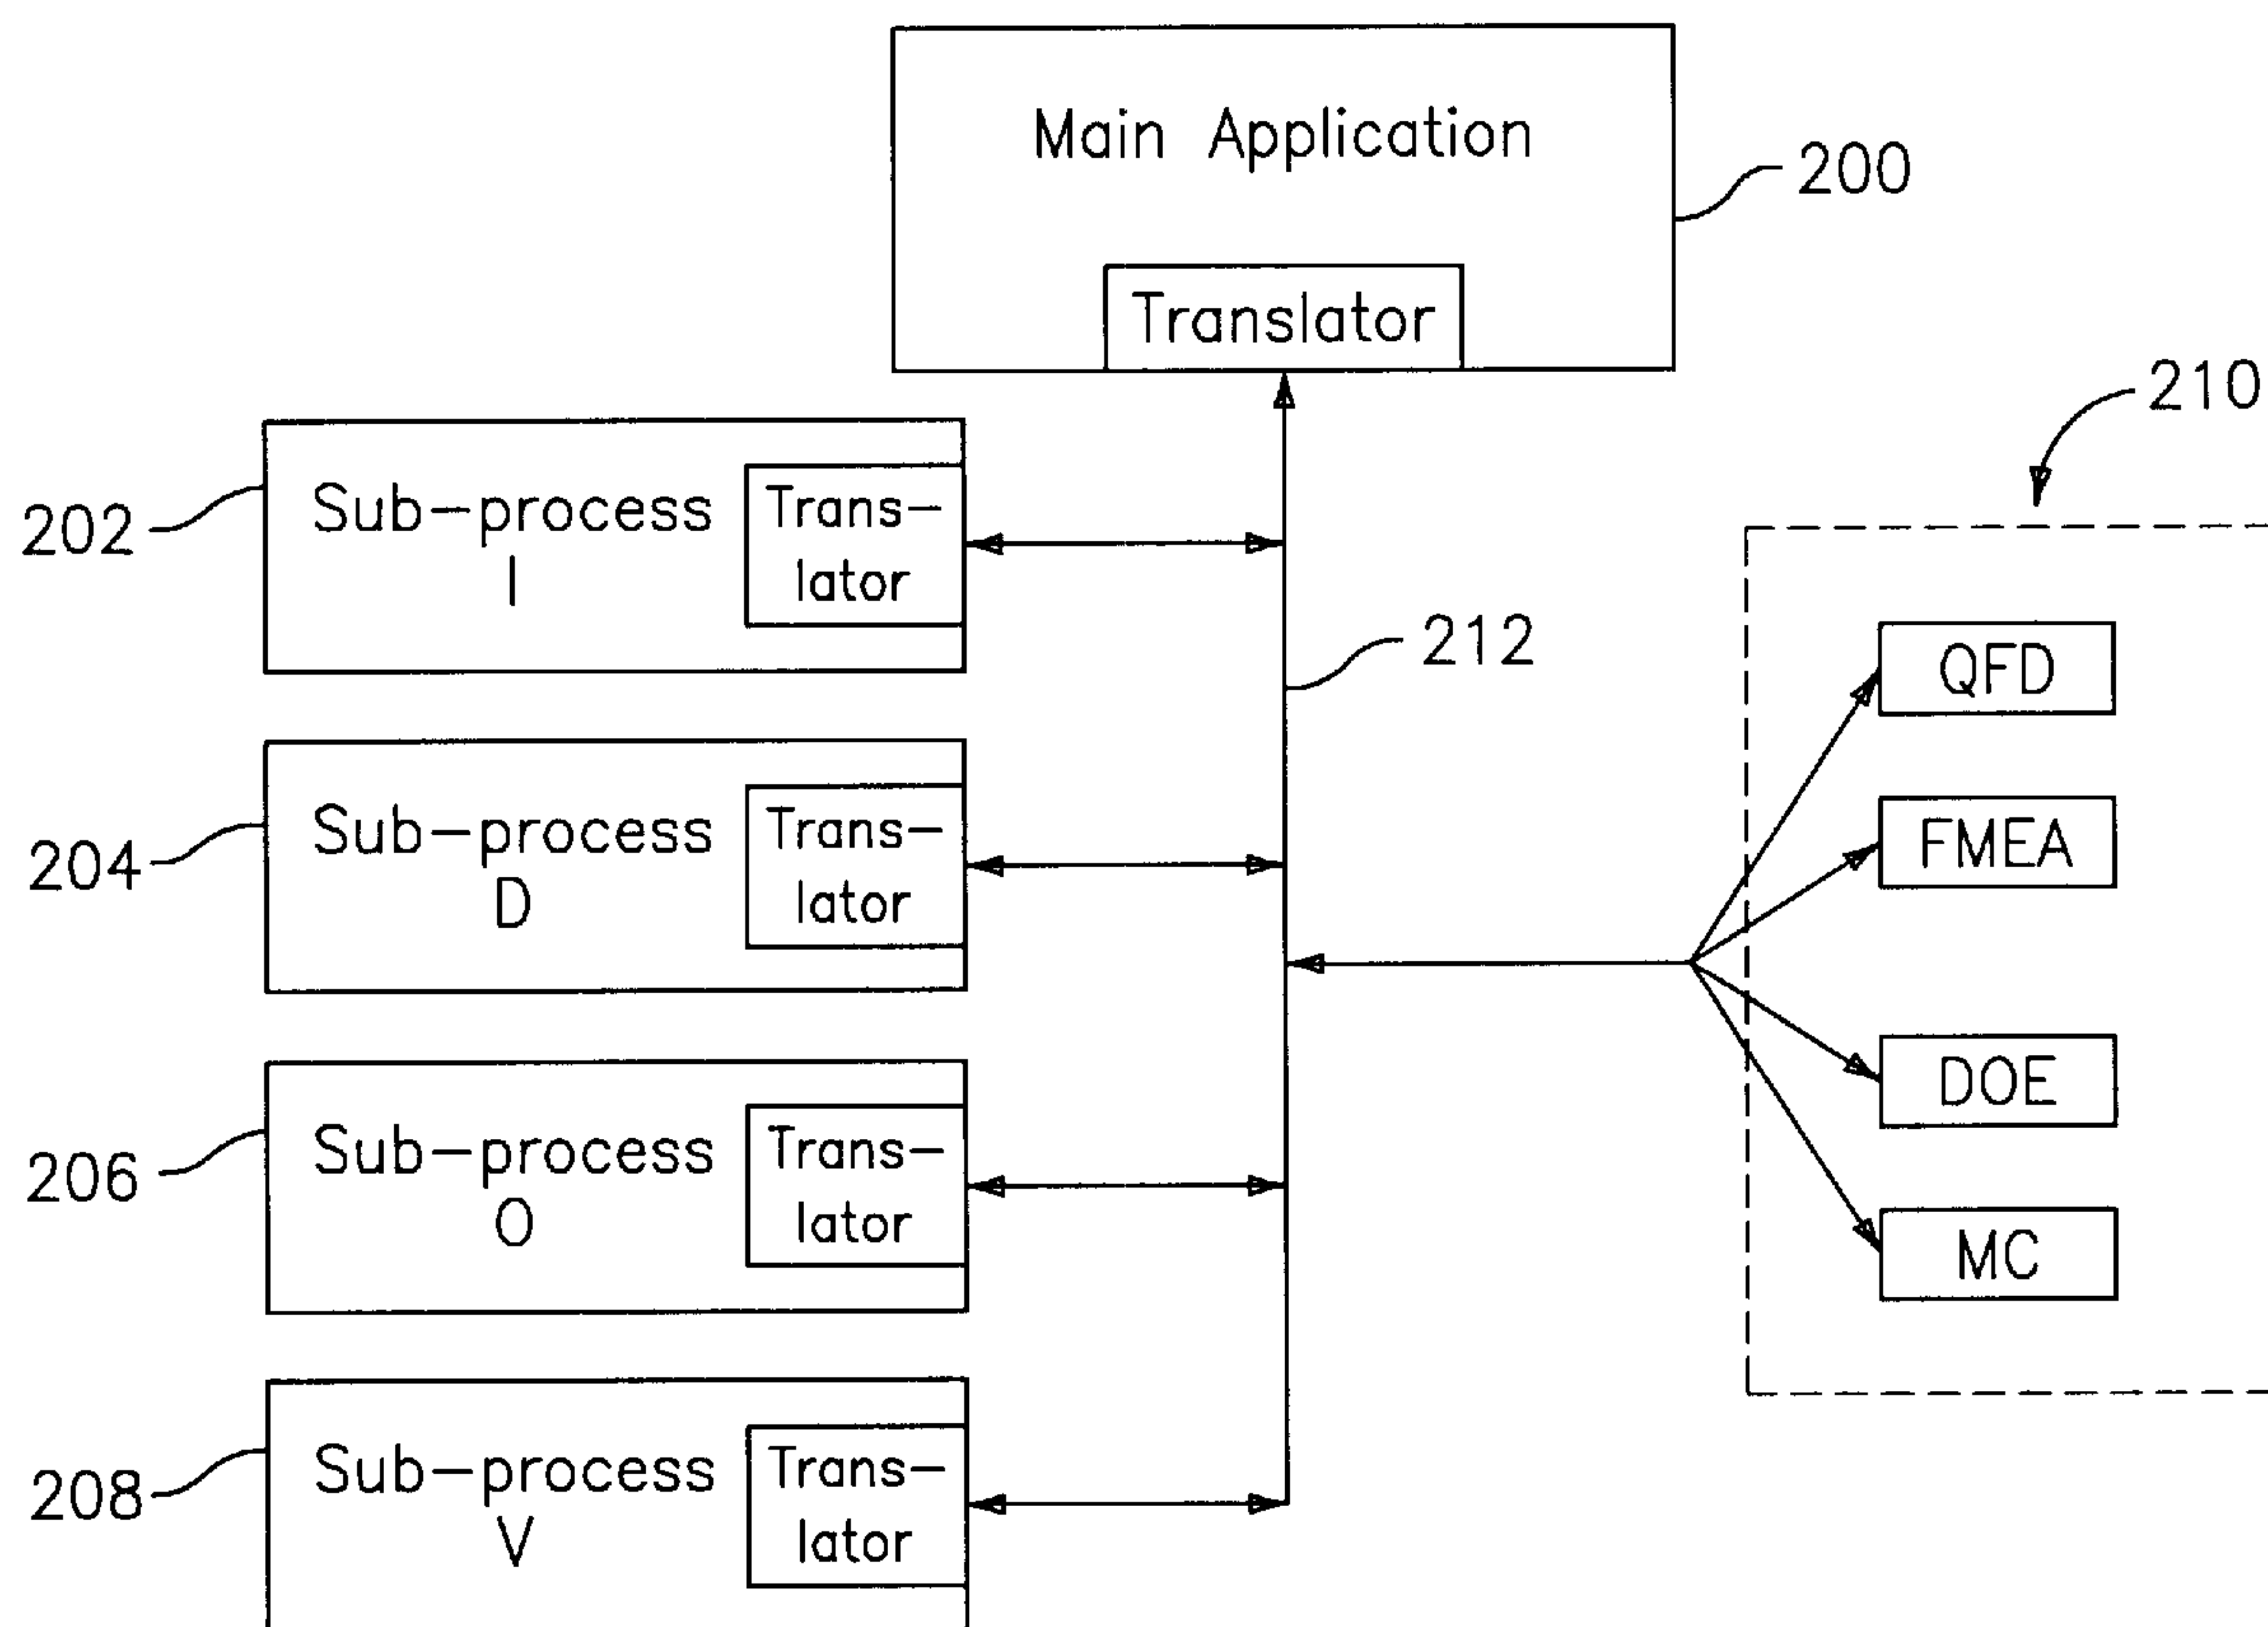 Main Application
200
Translator
210
202
Sub-process
I
Trans-
lator
212
QFD
204
Sub-process
D
Trans-
lator
FMEA
206
Sub-process
O
Trans-
lator
DOE
MC
208
Sub-process
V
Trans-
lator